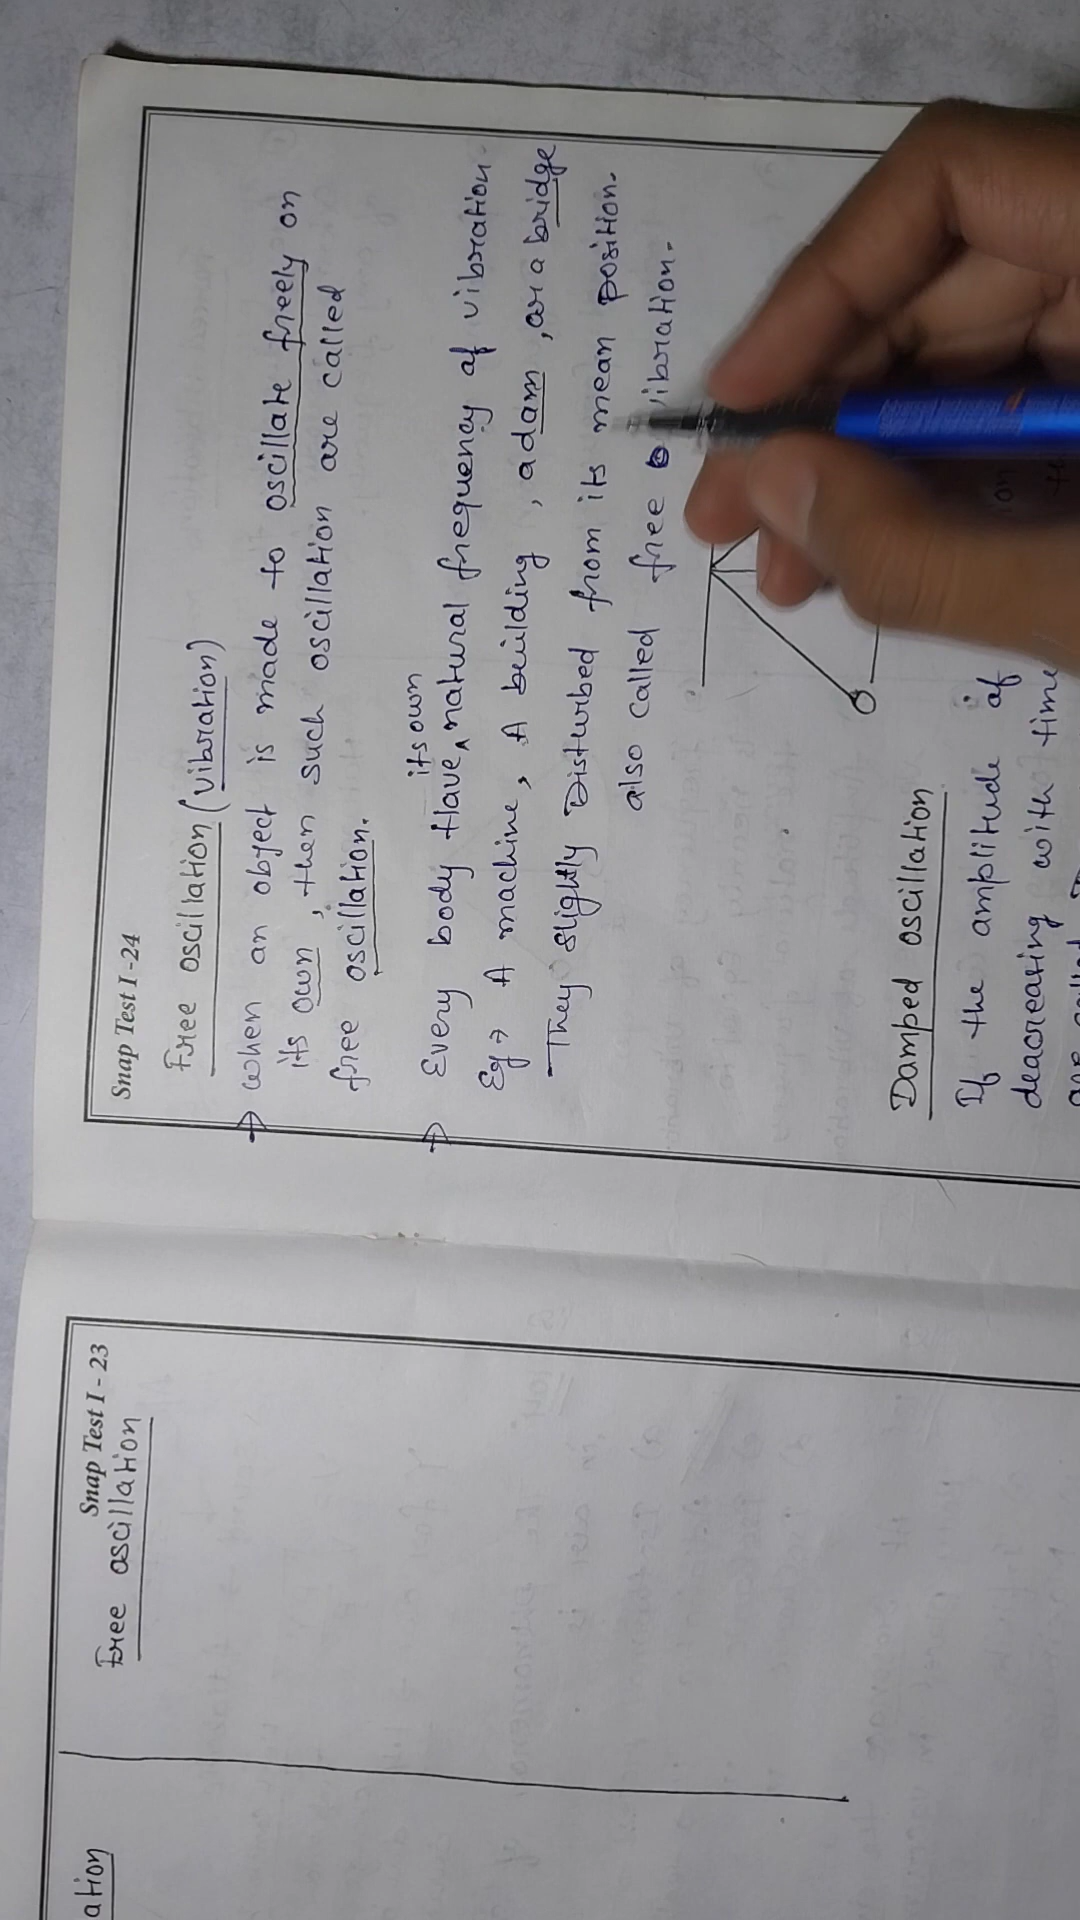 Snap Test I - 24
Free oscillation (vibration)
→ when an object is made to oscillate freely on
its own, then such oscillation are called
free oscillation.
its own
→ Every body Have ^ natural frequency of vibration.
Eg → A machine, A building, a dam, or a bridge
They slightly Disturbed from its mean position.
also called free vibration.
Damped oscillation
If the amplitude of
deacreating with time
are called
Snap Test I - 23
Free oscillation
ation